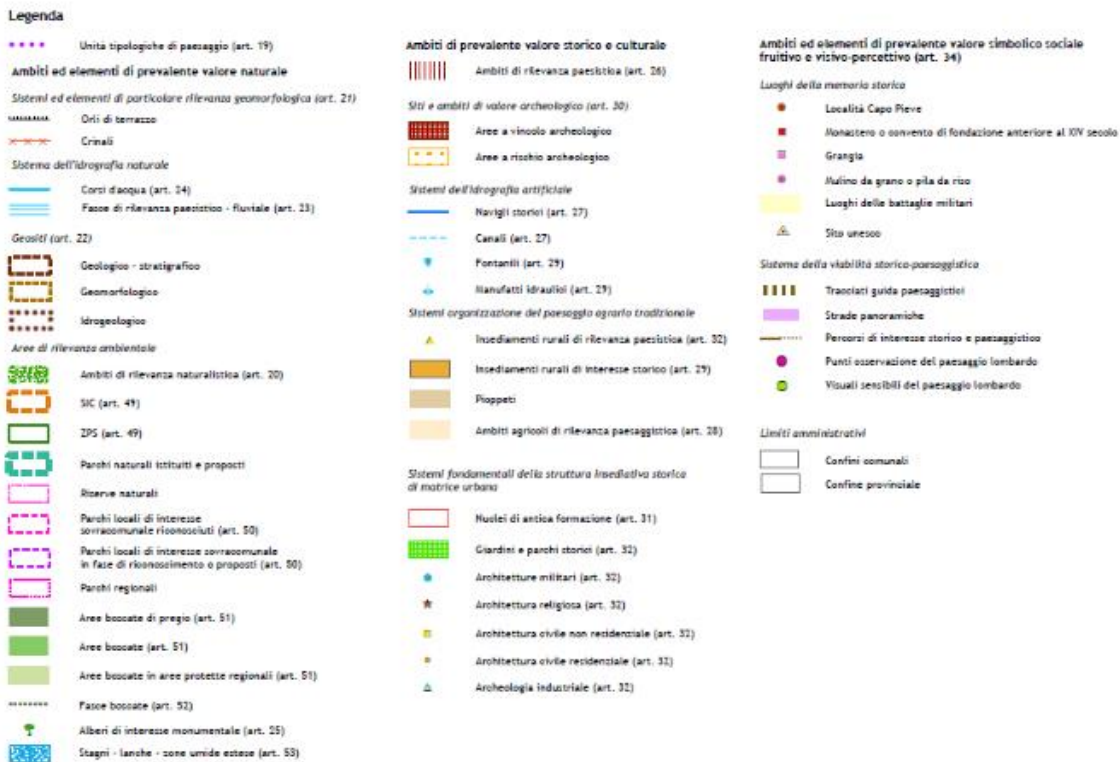 Legenda
Unità tipologiche di paesaggio (art. 19)
Ambiti ed elementi di prevalente valore naturale
Sistemi ed elementi di particolare rilevanza geomorfologica (art. 21)
Orli di terrazzo
Crinali
Sistema dell'idrografia naturale
Corsi d'acqua (art. 24)
Fasce di rilevanza paesistico - fluviale (art. 23)
Geositi (art. 22)
Geologico - stratigrafico
Geomorfologico
Idrogeologico
Aree di rilevanza ambientale
Ambiti di rilevanza naturalistica (art. 20)
SIC (art. 49)
ZPS (art. 49)
Parchi naturali istituiti e proposti
Riserve naturali
Parchi locali di interesse
sovracomunale riconosciuti (art. 50)
Parchi locali di interesse sovracomunale
in fase di riconoscimento o proposti (art. 50)
Parchi regionali
Aree boscate di pregio (art. 51)
Aree boscate (art. 51)
Aree boscate in aree protette regionali (art. 51)
Fasce boscate (art. 52)
Alberi di interesse monumentale (art. 25)
Stagni - lanche - zone umide estese (art. 53)
Ambiti di prevalente valore storico e culturale
Ambiti di rilevanza paesistica (art. 26)
Siti e ambiti di valore archeologico (art. 30)
Aree a vincolo archeologico
Aree a rischio archeologico
Sistemi dell'idrografia artificiale
Navigli storici (art. 27)
Canali (art. 27)
Fontanili (art. 29)
Manufatti idraulici (art. 29)
Sistemi organizzazione del paesaggio agrario tradizionale
Insediamenti rurali di rilevanza paesistica (art. 32)
Insediamenti rurali di interesse storico (art. 29)
Pioppeti
Ambiti agricoli di rilevanza paesaggistica (art. 28)
Sistemi fondamentali della struttura insediativa storica
di matrice urbana
Nuclei di antica formazione (art. 31)
Giardini e parchi storici (art. 32)
Architetture militari (art. 32)
Architettura religiosa (art. 32)
Architettura civile non residenziale (art. 32)
Architettura civile residenziale (art. 32)
Archeologia industriale (art. 32)
Ambiti ed elementi di prevalente valore simbolico sociale
fruitivo e visivo-percettivo (art. 34)
Luoghi della memoria storica
Località Capo Pieve
Monastero o convento di fondazione anteriore al XIV secolo
Grangia
Mulino da grano o pila da riso
Luoghi delle battaglie militari
Sito unesco
Sistema della viabilità storico-paesaggistica
Tracciati guida paesaggistici
Strade panoramiche
Percorsi di interesse storico e paesaggistico
Punti osservazione del paesaggio lombardo
Visuali sensibili del paesaggio lombardo
Limiti amministrativi
Confini comunali
Confine provinciale